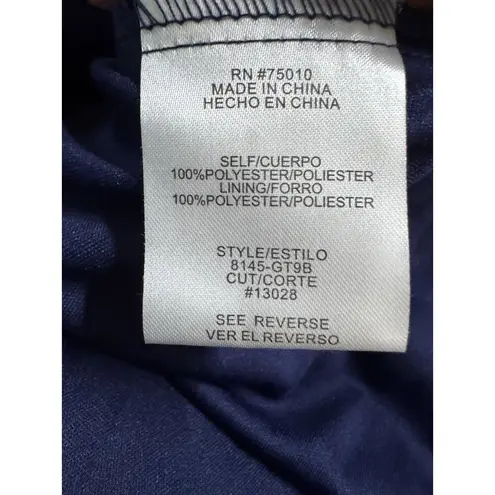 RN #75010
MADE IN CHINA
HECHO EN CHINA
SELF/CUERPO
100%POLYESTER/POLIESTER
LINING/FORRO
100%POLYESTER/POLIESTER
STYLE/ESTILO
8145-GT9B
CUT/CORTE
#13028
SEE REVERSE
VER EL REVERSO